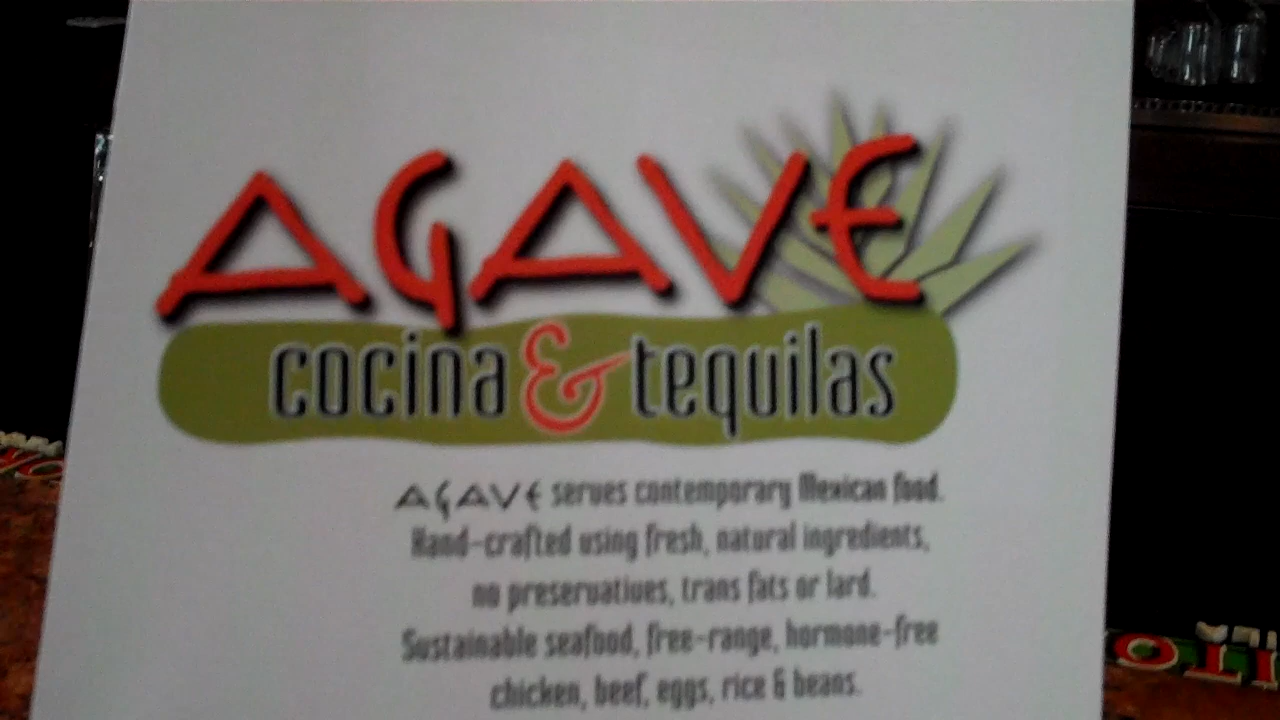 AGAVE
cocina & tequilas
AGAVE serves contemporary Mexican food.
Hand-crafted using fresh, natural ingredients,
no preservatives, trans fats or lard.
Sustainable seafood, free-range, hormone-free
chicken, beef, eggs, rice & beans.